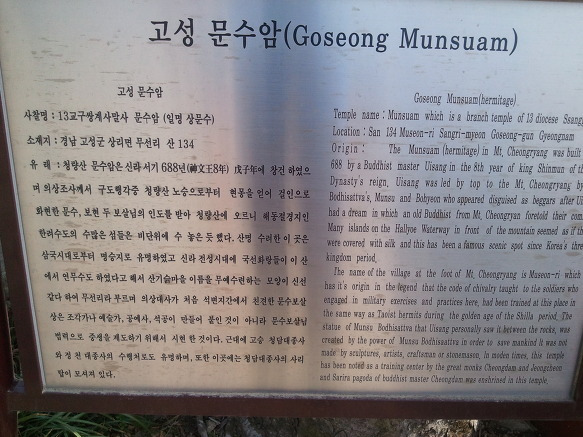 고성 문수암(Goseong Munsuam)
고성 문수암
사찰명 : 13교구쌍계사말사 문수암 (일명 상문수)
소재지 : 경남 고성군 상리면 무선리 산 134
유 래 : 청량산 문수암은 신라 서기 688년(神文王8年) 戊子年에 창건 하였으
며 의상조사께서 구도행각중 청량산 노승으로부터 현몽을 얻어 걸인으로
화현한 문수, 보현 두 보살님의 인도를 받아 청량산에 오르니 해동절경지인
한려수도의 수많은 섬들은 비단위에 수 놓은 듯 했다. 산명 수려한 이 곳은
삼국시대로부터 명승지로 유명하였고 신라 전성시대에 국선화랑들이 이 산
에서 연무수도 하였다고 해서 산기슭마을 이름을 무예수련하는 모양이 신선
같다 하여 무선리라 부르며 의상대사가 처음 석벽지간에서 친견한 문수보살
상은 조각가나 예술가, 공예사, 석공이 만들어 붙인 것이 아니라 문수보살님
법력으로 중생을 제도하기 위해서 시현 한 것이다. 근대에 고승 청담대종사
와 정 천 대종사의 수행처로도 유명하며, 또한 이곳에는 청담대종사의 사리
탑이 모셔져 있다.
Goseong Munsuam(hermitage)
Temple name : Munsuam which is a branch temple of 13 diocese Ssang
Location : San 134 Museon-ri Sangri-myeon Goseong-gun Gyeongnam
Origin : The Munsuam(hermitage) in Mt. Cheongryang was built
688 by a Buddhist master Uisang in the 8th year of king Shinmun of th
Dynasty's reign. Uisang was led by top to the Mt. Cheongryang b
Bodhisattva's, Munsu and Bohyeon who appeared disguised as beggars after Ui
had a dream in which an old Buddhist from Mt. Cheongryan foretold their com
Many islands on the Hallyoe Waterway in front of the mountain seemed as if th
were covered with silk and this has been a famous scenic spot since Korea's thre
kingdom period.
The name of the village at the foot of Mt. Cheongryang is Museon-ri which
has it's origin in the legend that the code of chivalry taught to the soldiers who
engaged in military exercises and practices here, had been trained at this place in
the same way as Taoist hermits during the golden age of the Shilla period. The
statue of Munsu Bodhisattva that Uisang personally saw it between the rocks, was
created by the power of Munsu Bodhisattva in order to save mankind it was not
made by sculptures, artists, craftsman or stonemason. In moden times, this temple
has been noted as a training center by the great monks Cheongdam and Jeongcheon
and Sarira pagoda of buddhist master Cheongdam was enshrined in this temple.